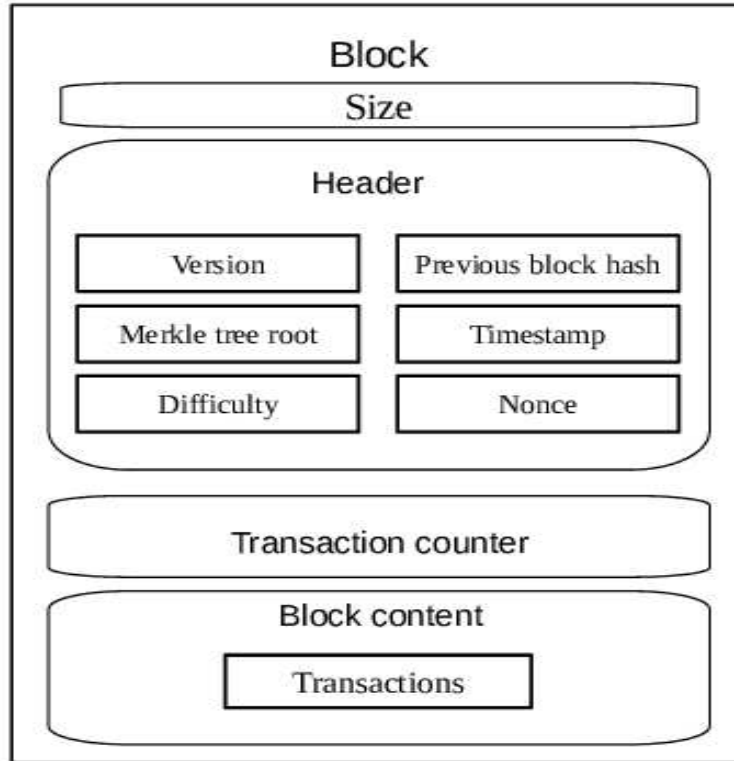 Block
Size
Header
Version
Previous block hash
Merkle tree root
Timestamp
Difficulty
Nonce
Transaction counter
Block content
Transactions